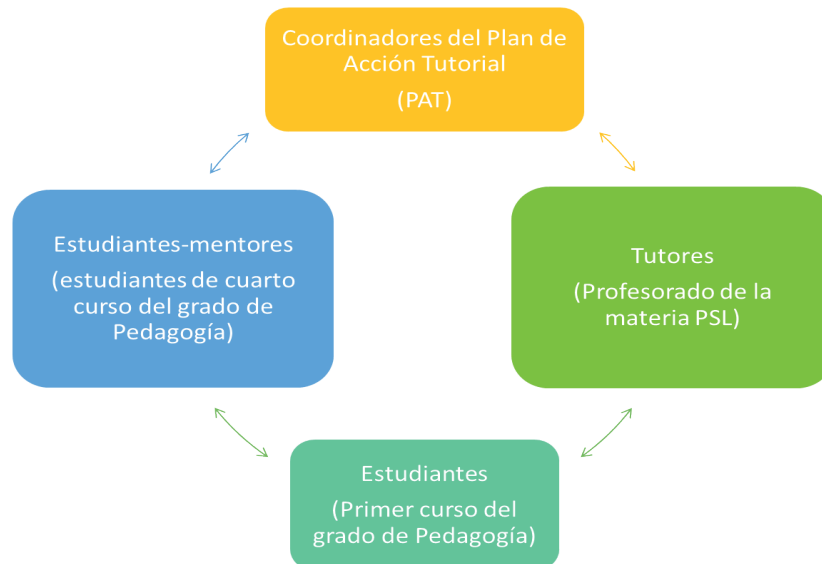 Coordinadores del Plan de
Acción Tutorial
(PAT)
Estudiantes-mentores
(estudiantes de cuarto
curso del grado de
Pedagogía)
Tutores
(Profesorado de la
materia PSL)
Estudiantes
(Primer curso del
grado de Pedagogía)